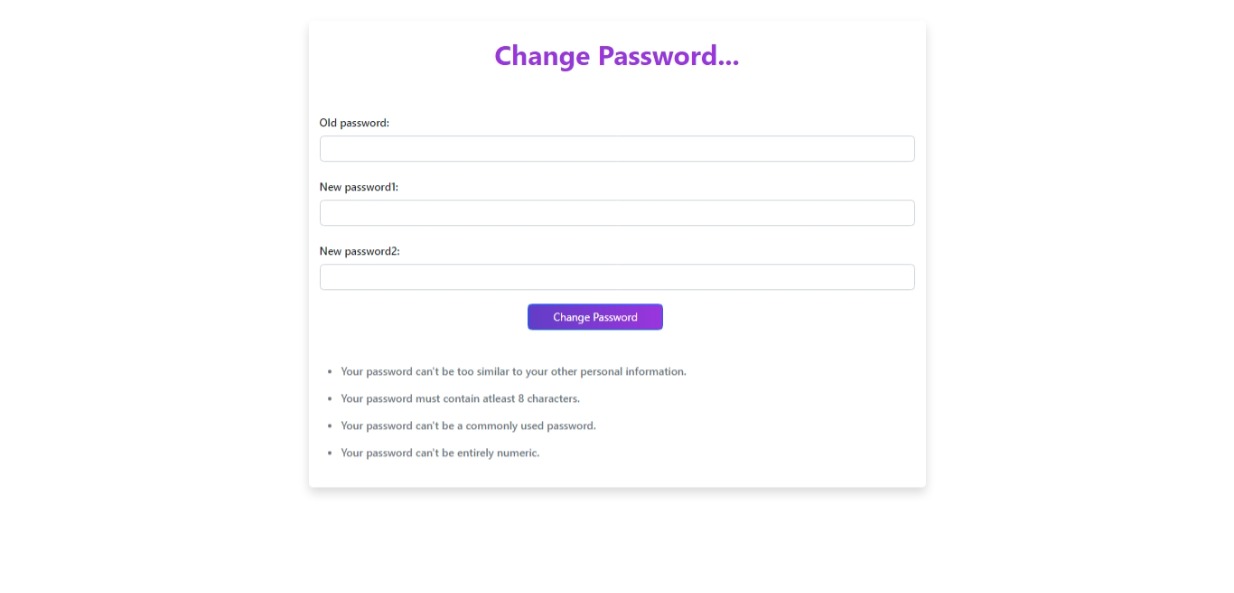 Change Password...
Old password:
New password1:
New password2:
Change Password
• Your password can't be too similar to your other personal information.
• Your password must contain atleast 8 characters.
• Your password can't be a commonly used password.
• Your password can't be entirely numeric.